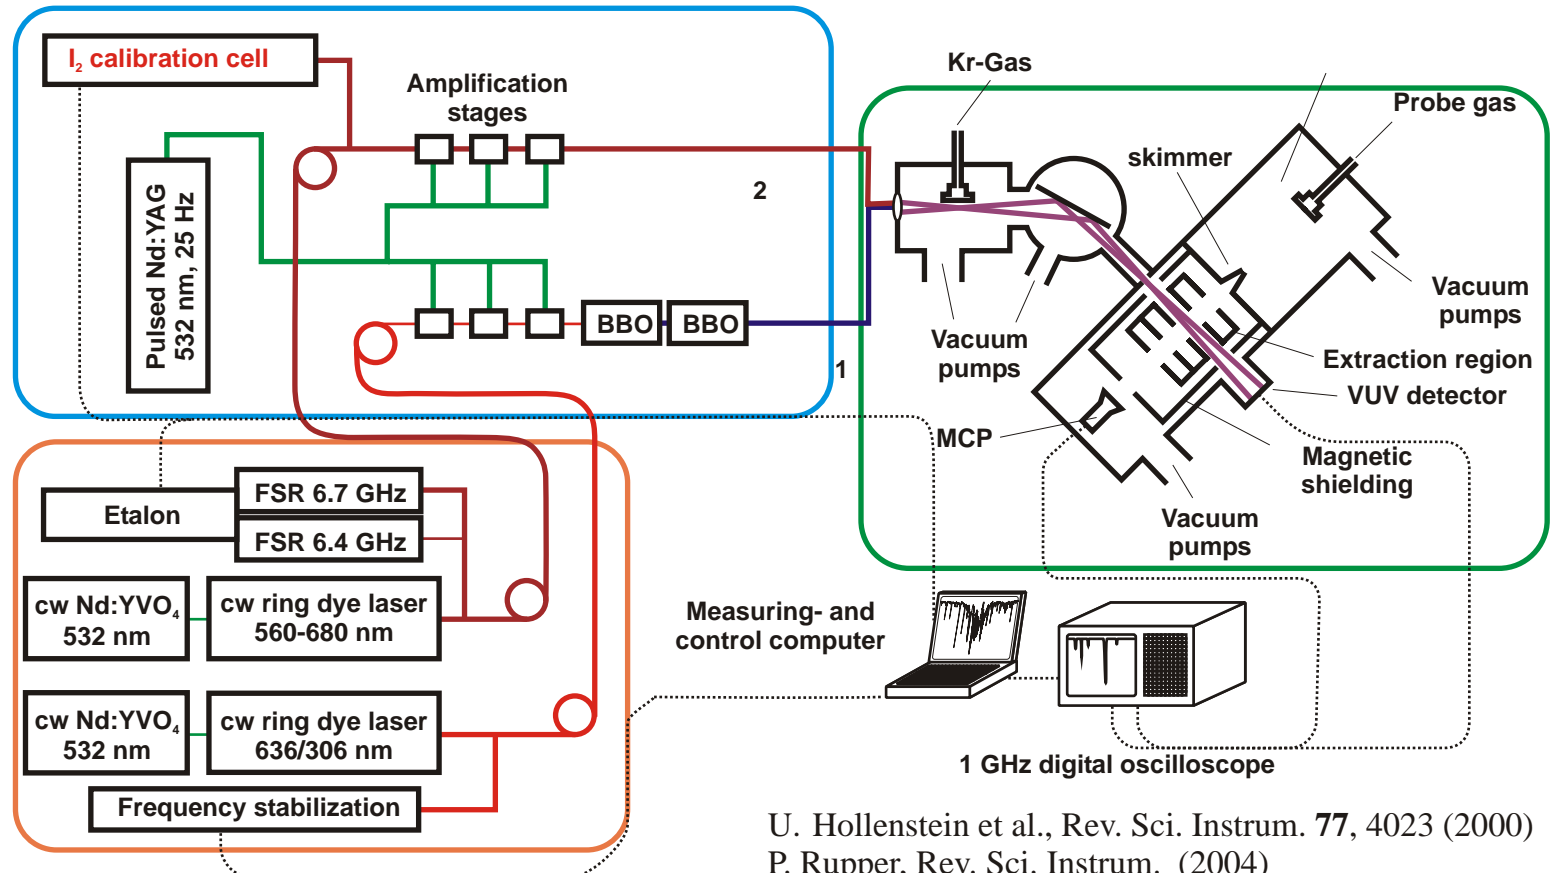 I2 calibration cell
Amplification
stages
Pulsed Nd:YAG
532 nm, 25 Hz
2
BBO
BBO
1
Kr-Gas
Probe gas
skimmer
Vacuum
pumps
Vacuum
pumps
Extraction region
VUV detector
MCP
Magnetic
shielding
Vacuum
pumps
Etalon
FSR 6.7 GHz
FSR 6.4 GHz
cw Nd:YVO4
532 nm
cw ring dye laser
560-680 nm
cw Nd:YVO4
532 nm
cw ring dye laser
636/306 nm
Frequency stabilization
Measuring- and
control computer
1 GHz digital oscilloscope
U. Hollenstein et al., Rev. Sci. Instrum. 77, 4023 (2000)
P. Rupper, Rev. Sci. Instrum. (2004)